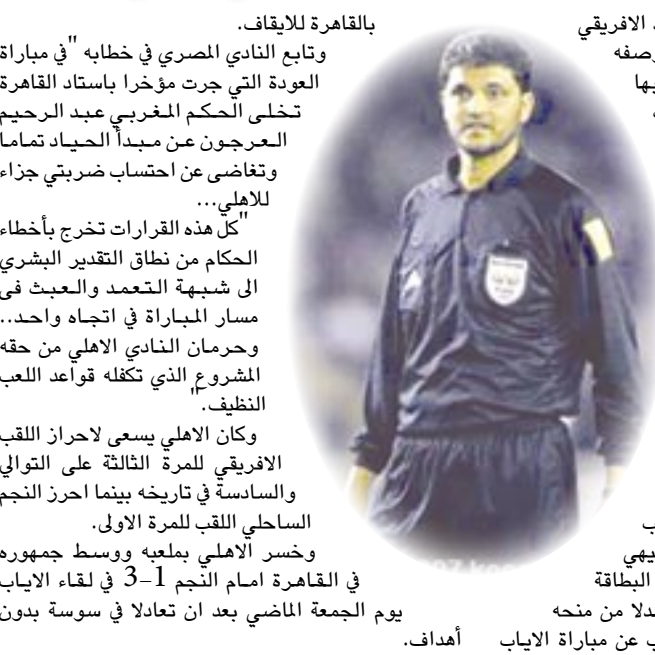 د الافريقي
بالقاهرة للايقاف.
وتابع النادي المصري في خطابه "في مباراة
العودة التي جرت مؤخرا باستاد القاهرة
تخلى الحكم المغربي عبد الرحيم
العرجون عن مبدأ الحياد تماما
وتغاضى عن احتساب ضربتي جزاء
للاهلي...
"كل هذه القرارات تخرج بأخطاء
الحكام من نطاق التقدير البشري
الى شبهة التعمد والعبث فى
مسار المباراة في اتجاه واحد..
وحرمان النادي الاهلي من حقه
المشروع الذي تكفله قواعد اللعب
النظيف."
وكان الاهلي يسعى لاحراز اللقب
الافريقي للمرة الثالثة على التوالي
والسادسة في تاريخه بينما احرز النجم
الساحلي اللقب للمرة الاولى.
وخسر الاهلي بملعبه ووسط جمهوره
في القاهرة امام النجم 1–3 في لقاء الاياب
يوم الجمعة الماضي بعد ان تعادلا في سوسة بدون
أهداف.
رصفه
بها
ب
يهي
البطاقة
دلا من منحه
ب عن مباراة الاياب